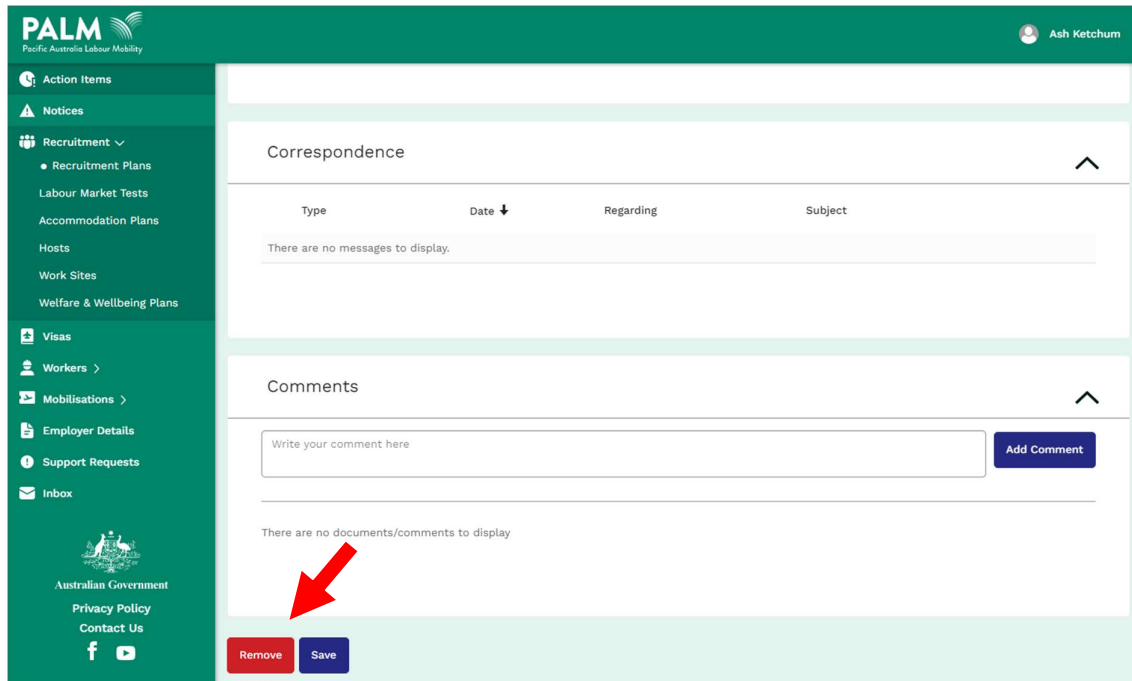 PALM
Pacific Australia Labour Mobility
Ash Ketchum
Action Items
Notices
Recruitment
Recruitment Plans
Labour Market Tests
Accommodation Plans
Hosts
Work Sites
Welfare & Wellbeing Plans
Visas
Workers
Mobilisations
Employer Details
Support Requests
Inbox
Australian Government
Privacy Policy
Contact Us
Correspondence
Type Date Regarding Subject
There are no messages to display.
Comments
Write your comment here
Add Comment
There are no documents/comments to display
Remove Save